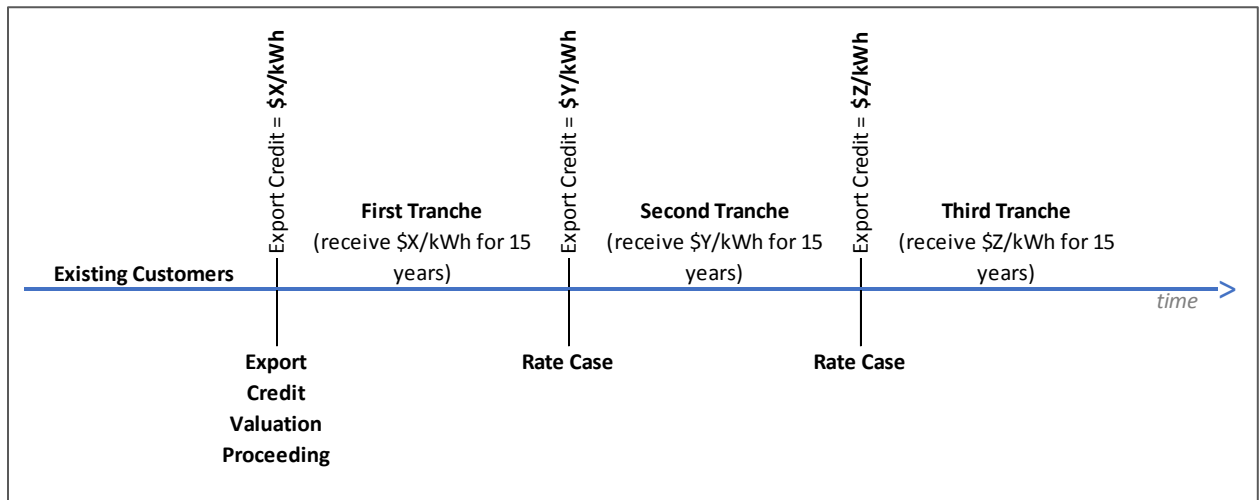 Export Credit = $X/kWh
Export Credit = $Y/kWh
Export Credit = $Z/kWh
First Tranche
(receive $X/kWh for 15
years)
Second Tranche
(receive $Y/kWh for 15
years)
Third Tranche
(receive $Z/kWh for 15
years)
Existing Customers
time
Export
Credit
Valuation
Proceeding
Rate Case
Rate Case